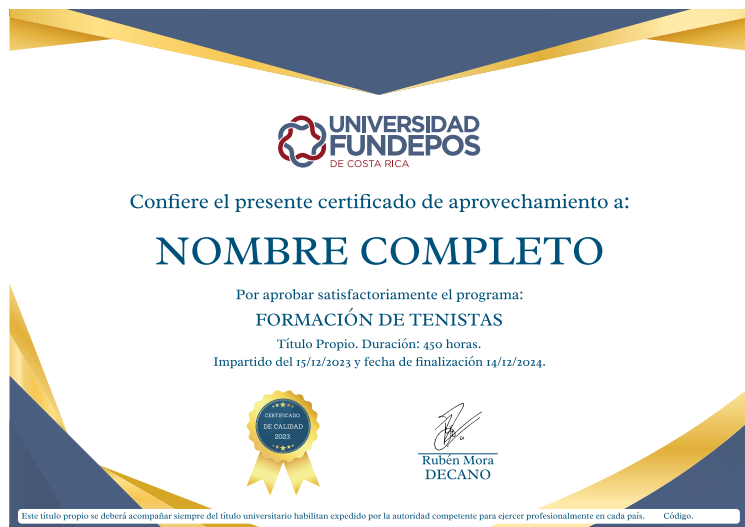 UNIVERSIDAD
FUNDEPOS
DE COSTA RICA
Confiere el presente certificado de aprovechamiento a:
NOMBRE COMPLETO
Por aprobar satisfactoriamente el programa:
FORMACIÓN DE TENISTAS
Título Propio. Duración: 450 horas.
Impartido del 15/12/2023 y fecha de finalización 14/12/2024.
CERTIFICADO
DE CALIDAD
2023
Rubén Mora
DECANO
Este título propio se deberá acompañar siempre del título universitario habilitan expedido por la autoridad competente para ejercer profesionalmente en cada país. Código.